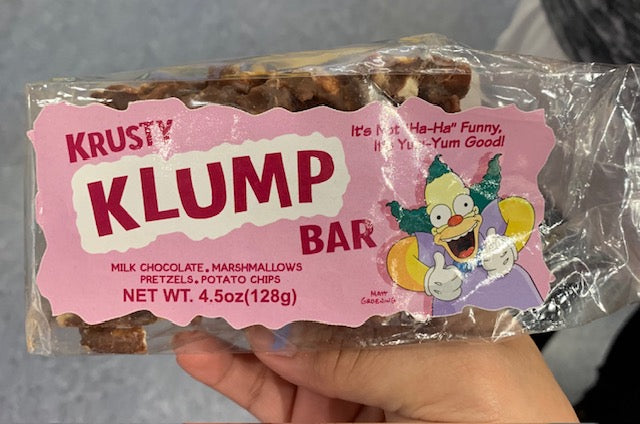 KRUSTY
KLUMP
BAR
It's Not "Ha-Ha" Funny,
It's Yum-Yum Good!
MILK CHOCOLATE • MARSHMALLOWS
PRETZELS • POTATO CHIPS
NET WT. 4.5oz(128g)
MATT
GROENING